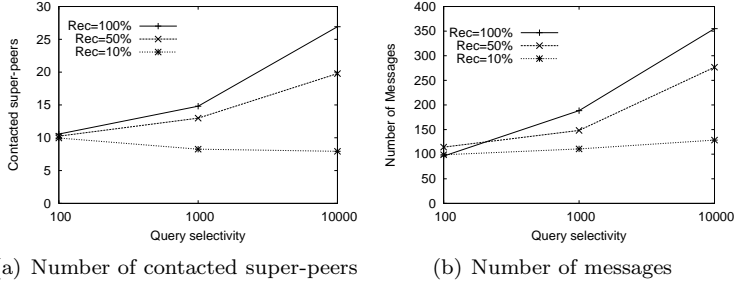 30
25
20
15
10
5
0
Contacted super-peers
Rec=100%
Rec=50%
Rec=10%
100 1000 10000
Query selectivity
a) Number of contacted super-peers
400
350
300
250
200
150
100
50
0
Number of Messages
Rec=100%
Rec=50%
Rec=10%
100 1000 10000
Query selectivity
(b) Number of messages